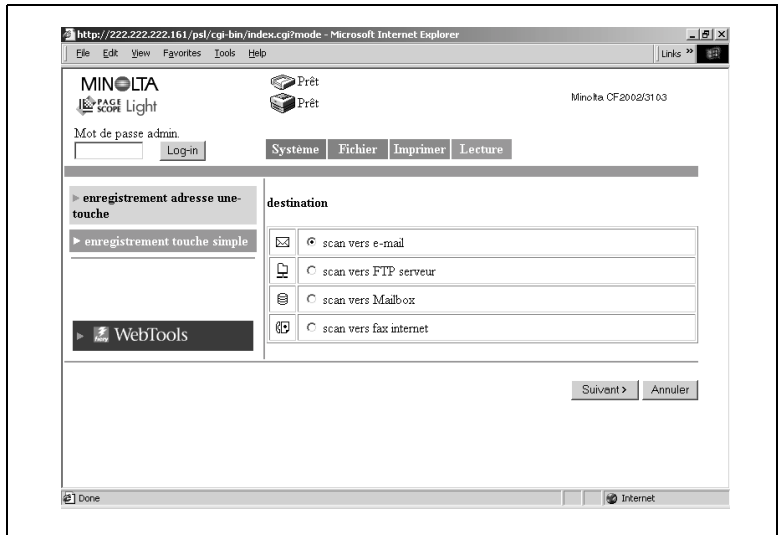 http://222.222.222.161/psl/cgi-bin/index.cgi?mode - Microsoft Internet Explorer
File Edit View Favorites Tools Help
Links »
MINOLTA
PAGE SCOPE Light
Prêt
Prêt
Minolta CF2002/3103
Mot de passe admin.
Log-in
Système Fichier Imprimer Lecture
enregistrement adresse une-
touche
enregistrement touche simple
WebTools
destination
scan vers e-mail
scan vers FTP serveur
scan vers Mailbox
scan vers fax internet
Suivant > Annuler
Done
Internet